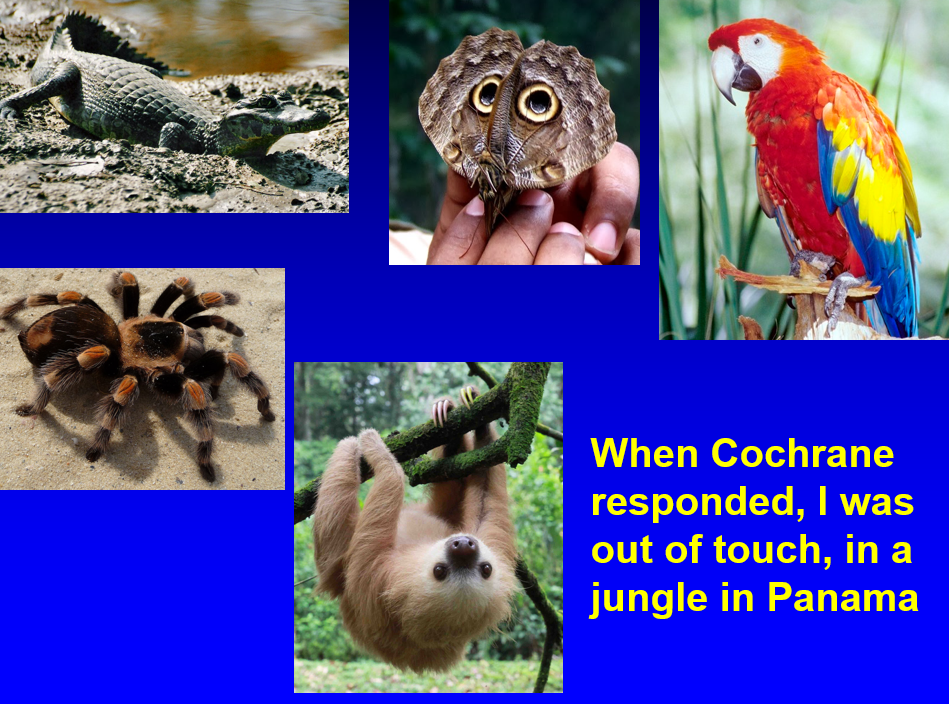 When Cochrane
responded, I was
out of touch, in a
jungle in Panama